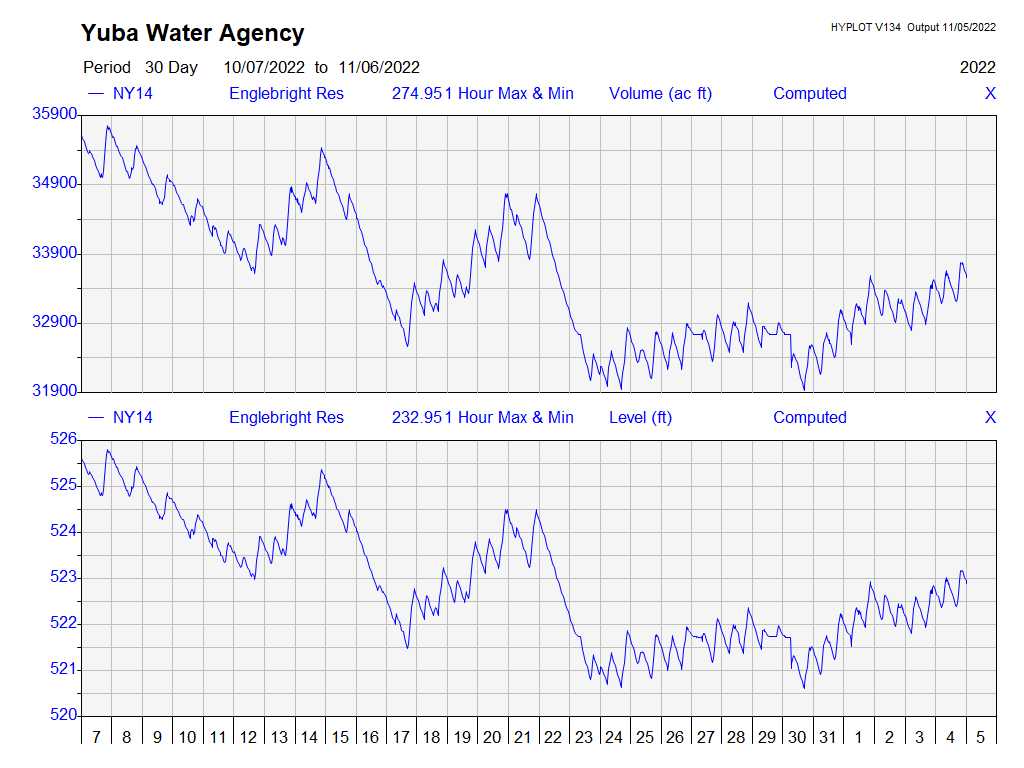 Yuba Water Agency
HYPLOT V134 Output 11/05/2022
Period 30 Day 10/07/2022 to 11/06/2022 2022
NY14 Englebright Res 274.951 Hour Max & Min Volume (ac ft) Computed X
35900
34900
33900
32900
31900
NY14 Englebright Res 232.951 Hour Max & Min Level (ft) Computed X
526
525
524
523
522
521
520
7 8 9 10 11 12 13 14 15 16 17 18 19 20 21 22 23 24 25 26 27 28 29 30 31 1 2 3 4 5